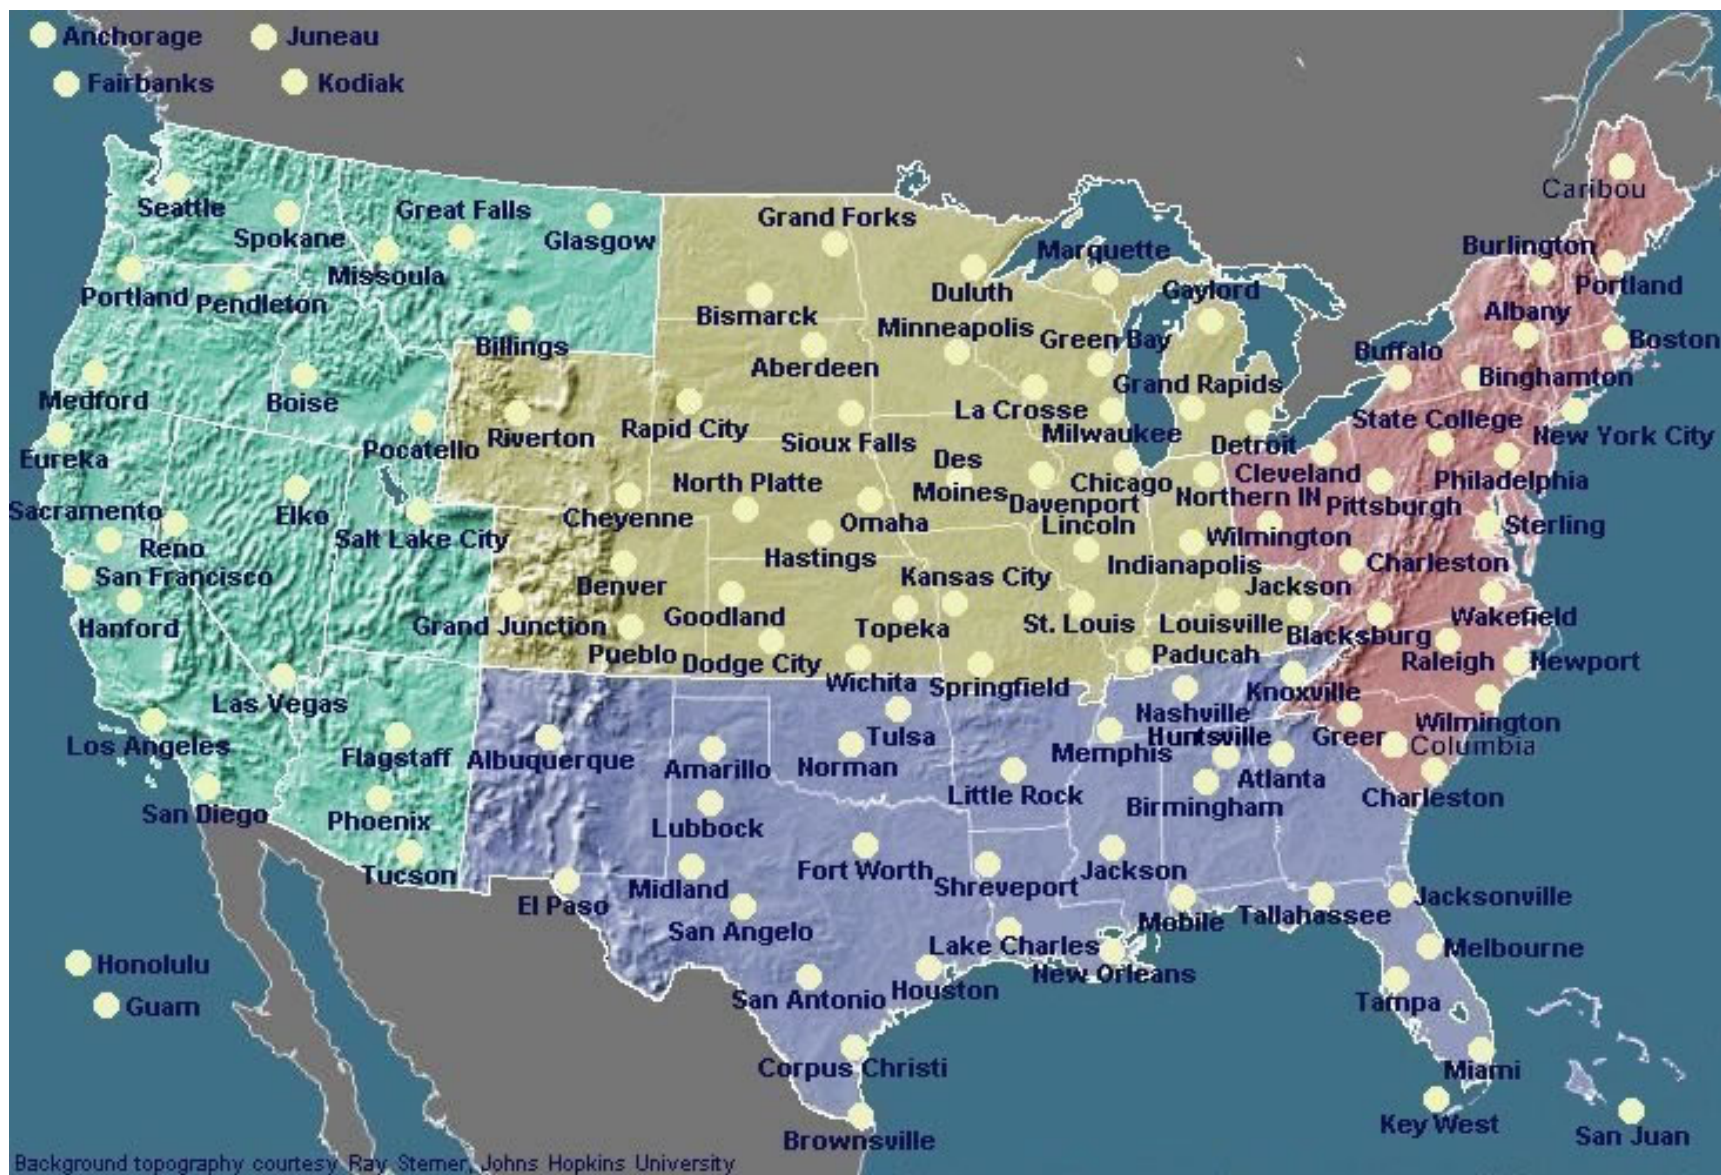 Anchorage
Juneau
Fairbanks
Kodiak
Caribou
Seattle
Great Falls
Grand Forks
Spokane
Glasgow
Marquette
Burlington
Missoula
Portland
Pendleton
Duluth
Gaylord
Portland
Bismarck
Minneapolis
Albany
Billings
Green Bay
Boston
Aberdeen
Buffalo
Medford
Boise
Grand Rapids
Binghamton
La Crosse
State College
Pocatello
Riverton
Rapid City
Sioux Falls
Milwaukee
Detroit
New York City
Eureka
Des
Moines
Cleveland
North Platte
Chicago
Philadelphia
Davenport
Northern IN
Pittsburgh
Sacramento
Elko
Cheyenne
Omaha
Lincoln
Sterling
Reno
Salt Lake City
Wilmington
Hastings
Indianapolis
Charleston
San Francisco
Kansas City
Denver
Jackson
Hanford
Grand Junction
Goodland
Topeka
St. Louis
Louisville
Wakefield
Blacksburg
Pueblo
Dodge City
Paducah
Raleigh
Newport
Las Vegas
Wichita
Springfield
Knoxville
Nashville
Wilmington
Los Angeles
Flagstaff
Albuquerque
Tulsa
Memphis
Huntsville
Greer
Columbia
Amarillo
Norman
Atlanta
Little Rock
Birmingham
Charleston
San Diego
Phoenix
Lubbock
Tucson
Midland
Fort Worth
Shreveport
Jackson
El Paso
Jacksonville
San Angelo
Mobile
Tallahassee
Lake Charles
Melbourne
Honolulu
New Orleans
San Antonio
Houston
Tampa
Guam
Corpus Christi
Miami
Key West
San Juan
Brownsville
Background topography courtesy Ray Sterner, Johns Hopkins University